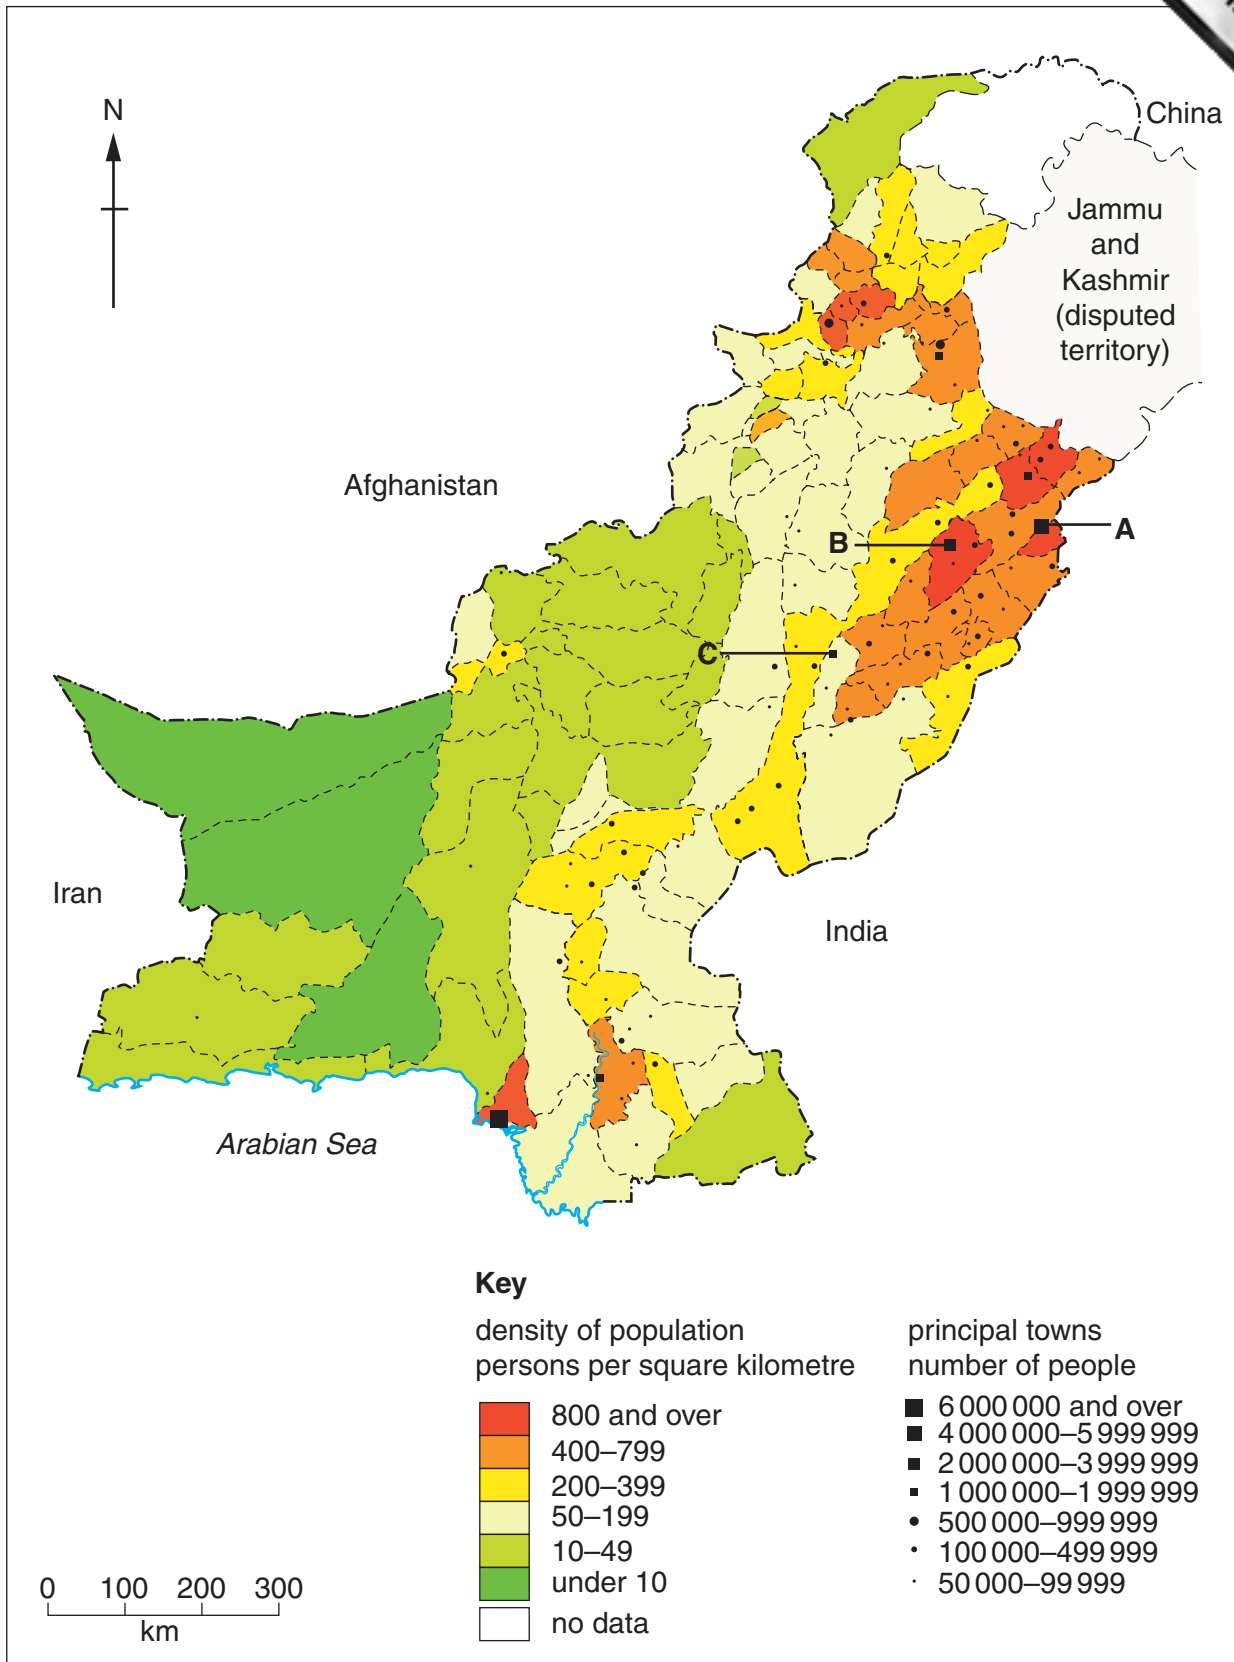 N
China
Jammu
and
Kashmir
(disputed
territory)
Afghanistan
A
B
C
Iran
India
Arabian Sea
Key
density of population
persons per square kilometre
800 and over
400–799
200–399
50–199
10–49
under 10
no data
principal towns
number of people
6 000 000 and over
4 000 000–5 999 999
2 000 000–3 999 999
1 000 000–1 999 999
500 000–999 999
100 000–499 999
50 000–99 999
0 100 200 300
km